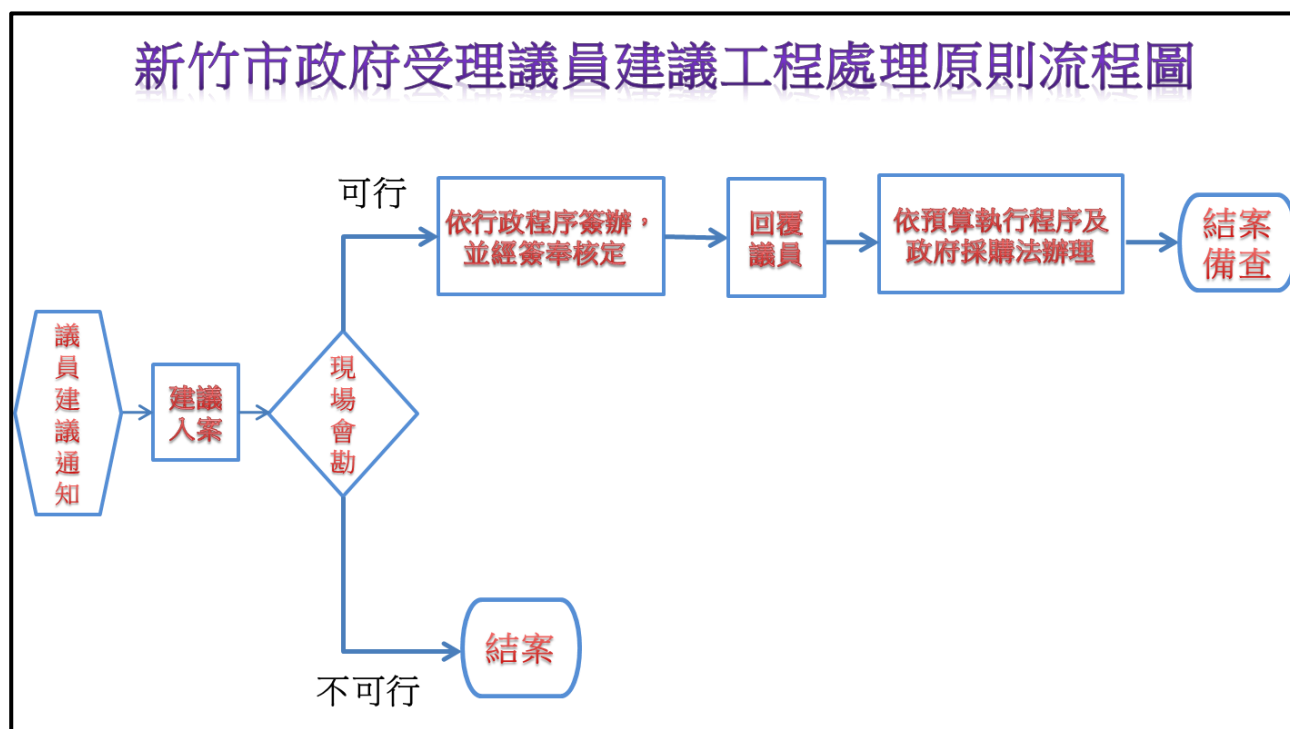 新竹市政府受理議員建議工程處理原則流程圖
議員建議通知
建議
入案
現場會勘
可行
依行政程序簽辦，
並經簽奉核定
回覆
議員
依預算執行程序及
政府採購法辦理
結案
備查
不可行
結案